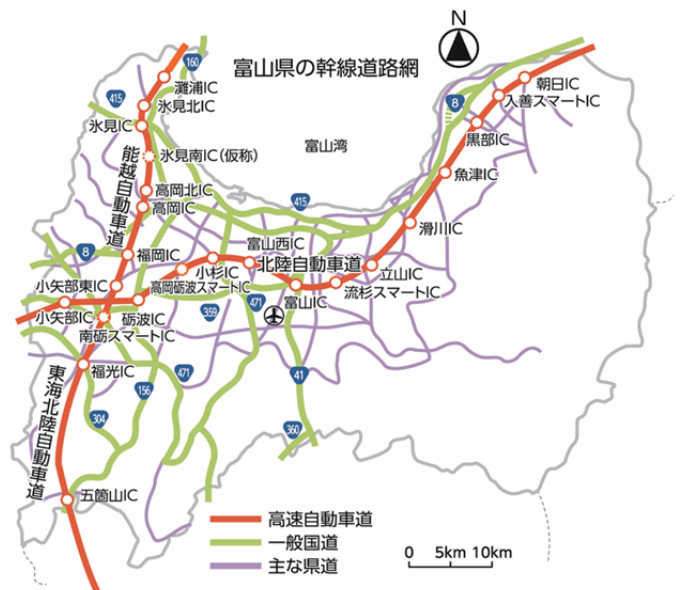 富山県の幹線道路網
N
160
灘浦IC
415
氷見北IC
氷見IC
氷見南IC(仮称)
能越自動車道
高岡北IC
高岡IC
富山湾
8
朝日IC
入善スマートIC
黒部IC
魚津IC
滑川IC
415
8
福岡IC
富山西IC
北陸自動車道
小杉IC
立山IC
小矢部東IC
高岡砺波スマートIC
流杉スマートIC
小矢部IC
砺波IC
359
471
富山IC
南砺スマートIC
福光IC
471
41
156
東海北陸自動車道
304
360
五箇山IC
高速自動車道
一般国道
主な県道
0 5km 10km